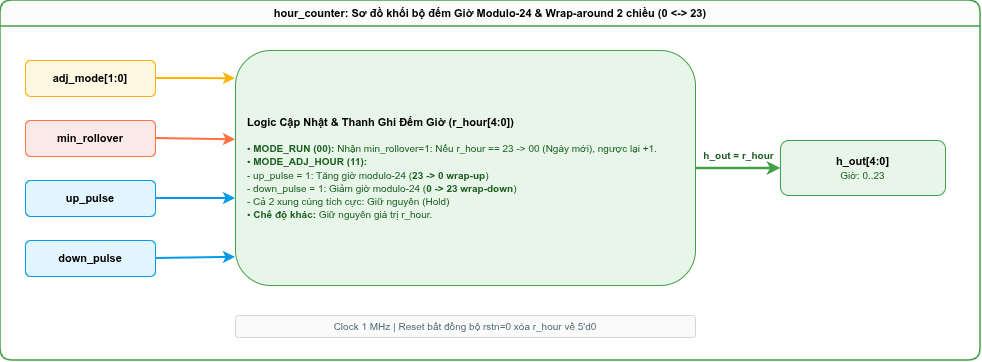 hour_counter: Sơ đồ khối bộ đếm Giờ Modulo-24 & Wrap-around 2 chiều (0 <-> 23)
adj_mode[1:0]
min_rollover
up_pulse
down_pulse
Logic Cập Nhật & Thanh Ghi Đếm Giờ (r_hour[4:0])
• MODE_RUN (00): Nhận min_rollover=1: Nếu r_hour == 23 -> 00 (Ngày mới), ngược lại +1.
• MODE_ADJ_HOUR (11):
- up_pulse = 1: Tăng giờ modulo-24 (23 -> 0 wrap-up)
- down_pulse = 1: Giảm giờ modulo-24 (0 -> 23 wrap-down)
- Cả 2 xung cùng tích cực: Giữ nguyên (Hold)
• Chế độ khác: Giữ nguyên giá trị r_hour.
h_out = r_hour
h_out[4:0]
Giờ: 0..23
Clock 1 MHz | Reset bất đồng bộ rstn=0 xóa r_hour về 5'd0